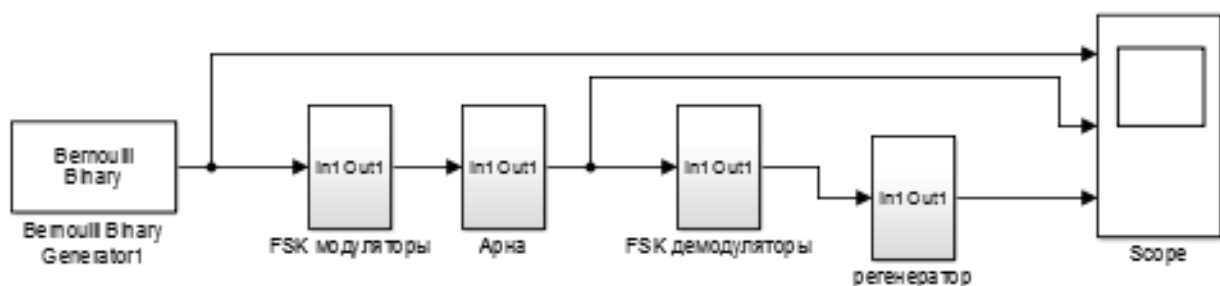 Bernoulli
Binary
Bernoulli Binary
Generator1
In1 Out1
FSK модуляторы
In1 Out1
Арна
In1 Out1
FSK демодуляторы
In1 Out1
регенератор
Scope